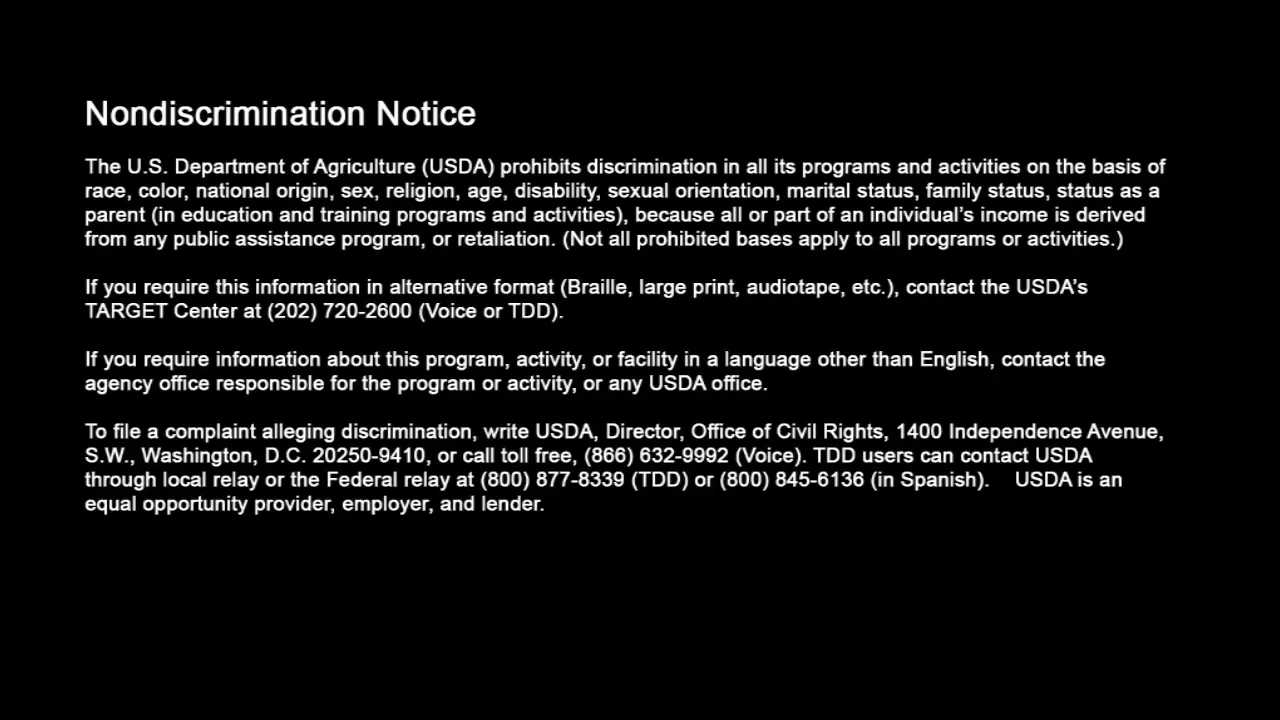 Nondiscrimination Notice
The U.S. Department of Agriculture (USDA) prohibits discrimination in all its programs and activities on the basis of
race, color, national origin, sex, religion, age, disability, sexual orientation, marital status, family status, status as a
parent (in education and training programs and activities), because all or part of an individual’s income is derived
from any public assistance program, or retaliation. (Not all prohibited bases apply to all programs or activities.)
If you require this information in alternative format (Braille, large print, audiotape, etc.), contact the USDA’s
TARGET Center at (202) 720-2600 (Voice or TDD).
If you require information about this program, activity, or facility in a language other than English, contact the
agency office responsible for the program or activity, or any USDA office.
To file a complaint alleging discrimination, write USDA, Director, Office of Civil Rights, 1400 Independence Avenue,
S.W., Washington, D.C. 20250-9410, or call toll free, (866) 632-9992 (Voice). TDD users can contact USDA
through local relay or the Federal relay at (800) 877-8339 (TDD) or (800) 845-6136 (in Spanish). USDA is an
equal opportunity provider, employer, and lender.